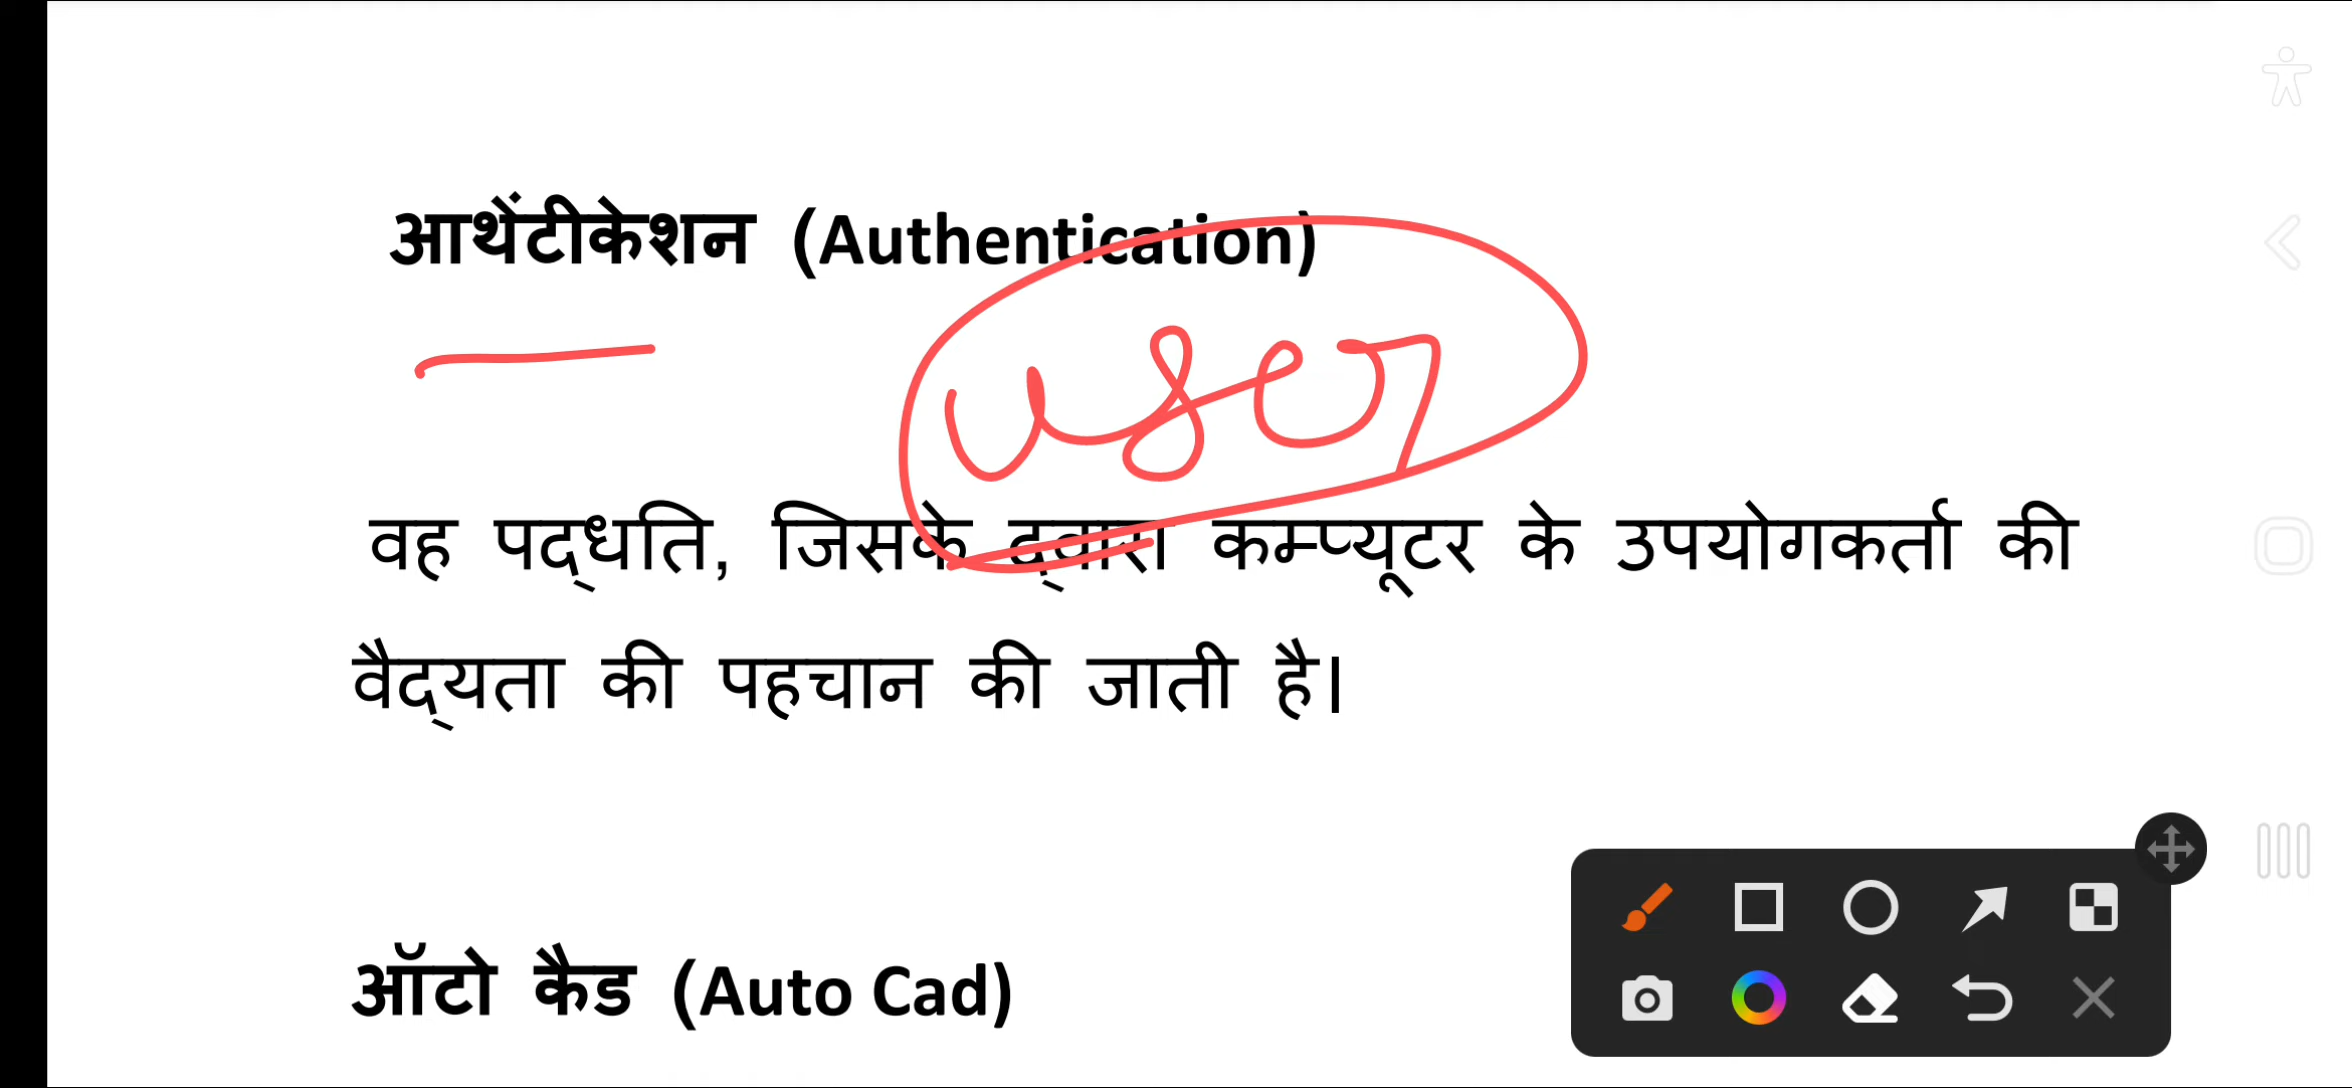 आथेंटीकेशन (Authentication)
user
वह पद्धति, जिसके द्वारा कम्प्यूटर के उपयोगकर्ता की
वैद्यता की पहचान की जाती है।
ऑटो कैड (Auto Cad)